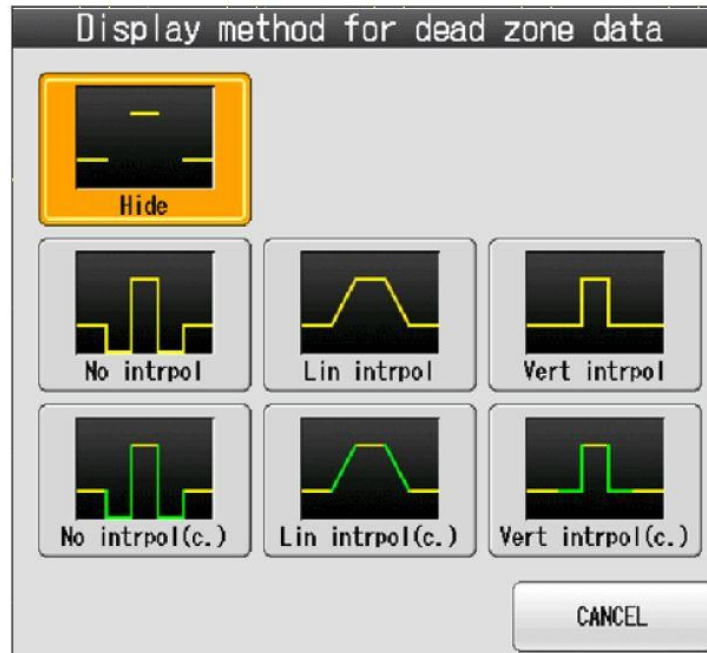 Display method for dead zone data
Hide
No intrpol
Lin intrpol
Vert intrpol
No intrpol(c.)
Lin intrpol(c.)
Vert intrpol(c.)
CANCEL